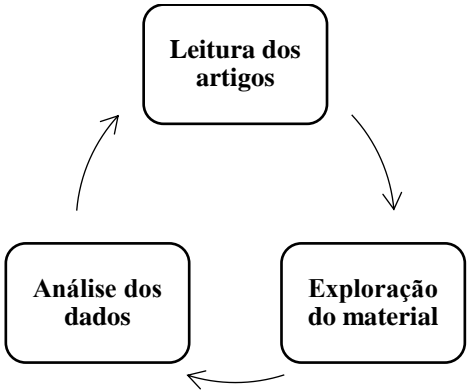 Leitura dos
artigos
Análise dos
dados
Exploração
do material